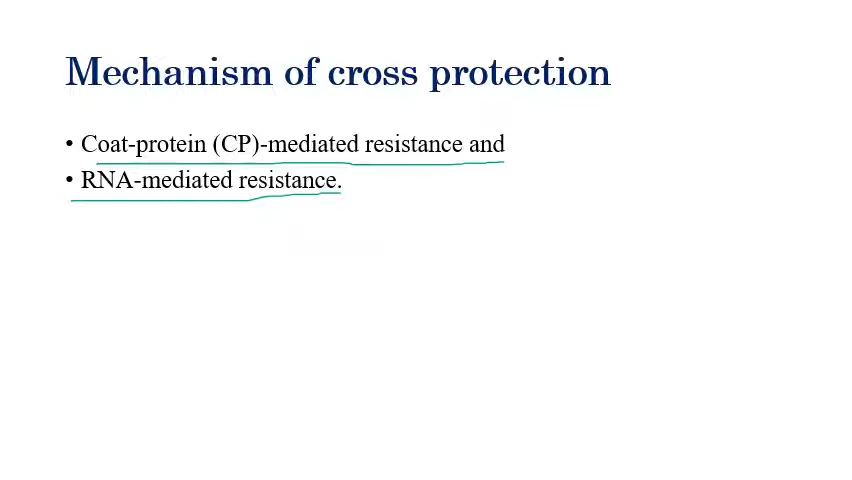 Mechanism of cross protection
• Coat-protein (CP)-mediated resistance and
• RNA-mediated resistance.